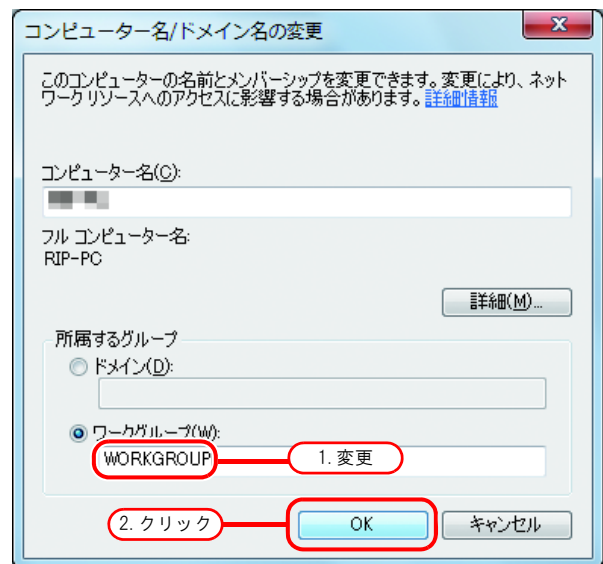 コンピューター名/ドメイン名の変更
このコンピューターの名前とメンバーシップを変更できます。変更により、ネット
ワーク リソースへのアクセスに影響する場合があります。詳細情報
コンピューター名(C):
フル コンピューター名:
RIP-PC
詳細(M)...
所属するグループ
ドメイン(D):
ワークグループ(W):
WORKGROUP
1. 変更
2. クリック
OK
キャンセル